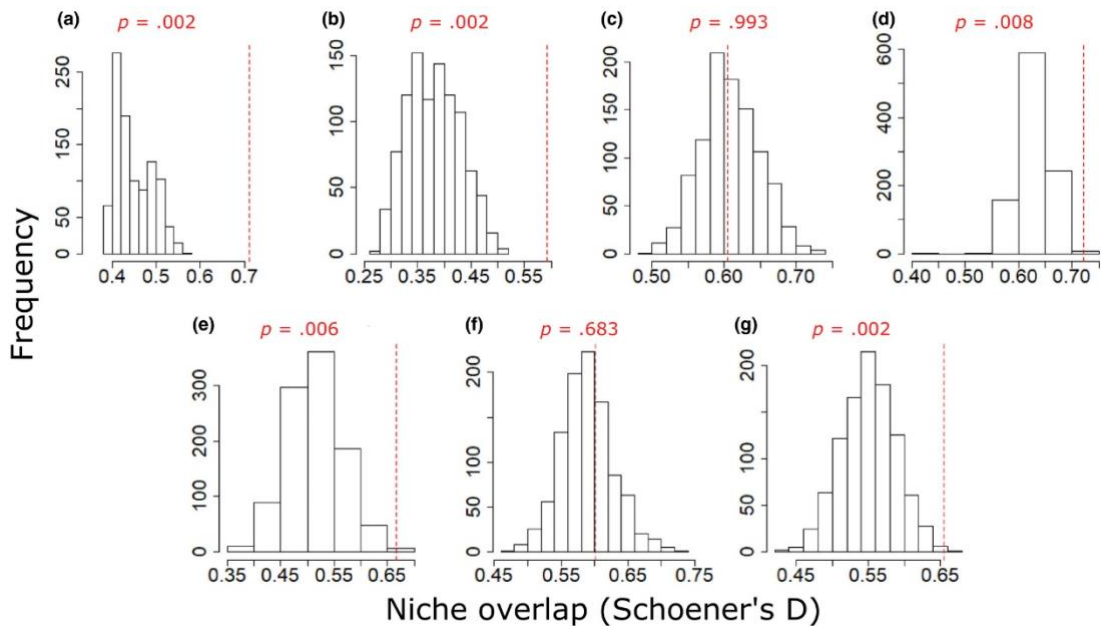 (a) (b) (c) (d)
p = .002 p = .002 p = .993 p = .008
250
150
50
0
0.4 0.5 0.6 0.7
150
100
50
0
0.25 0.35 0.45 0.55
200
150
100
50
0
0.50 0.60 0.70
600
400
200
0
0.40 0.50 0.60 0.70
Frequency
(e) (f) (g)
p = .006 p = .683 p = .002
300
200
100
0
0.35 0.45 0.55 0.65
200
150
100
50
0
0.45 0.55 0.65 0.75
200
150
100
50
0
0.45 0.55 0.65
Niche overlap (Schoener's D)